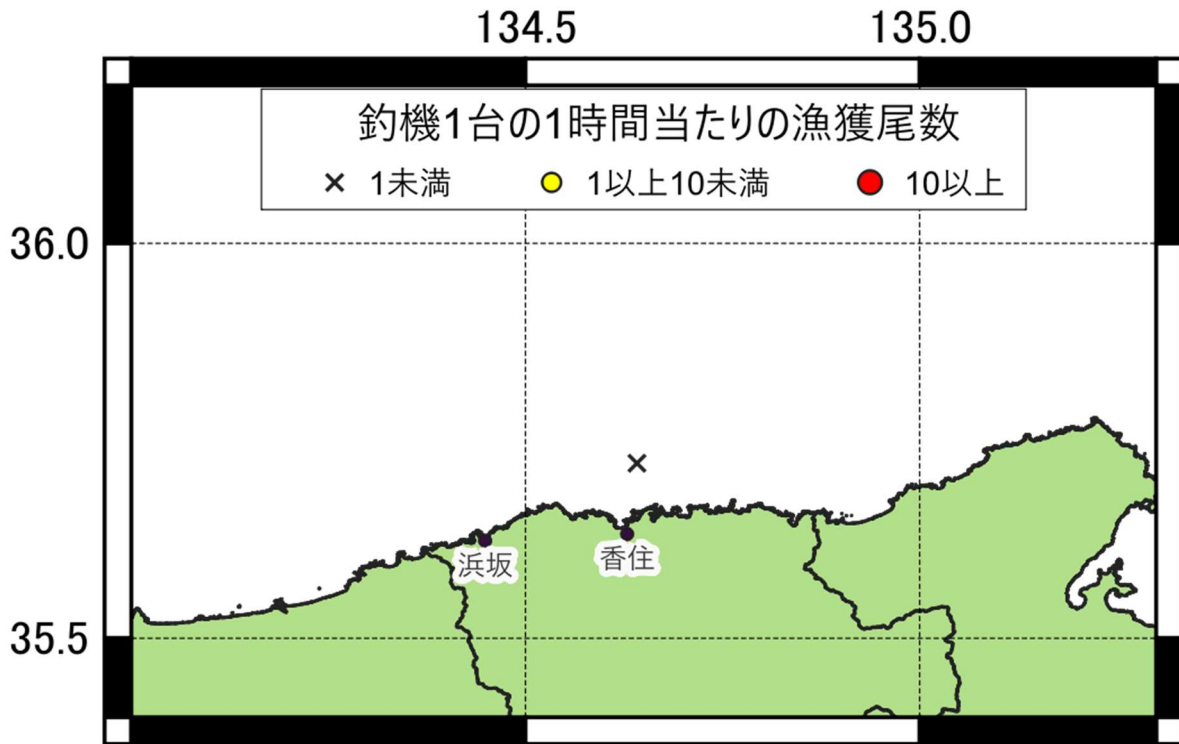 134.5 135.0
釣機1台の1時間当たりの漁獲尾数
× 1未満 1以上10未満 10以上
36.0
浜坂 香住
35.5